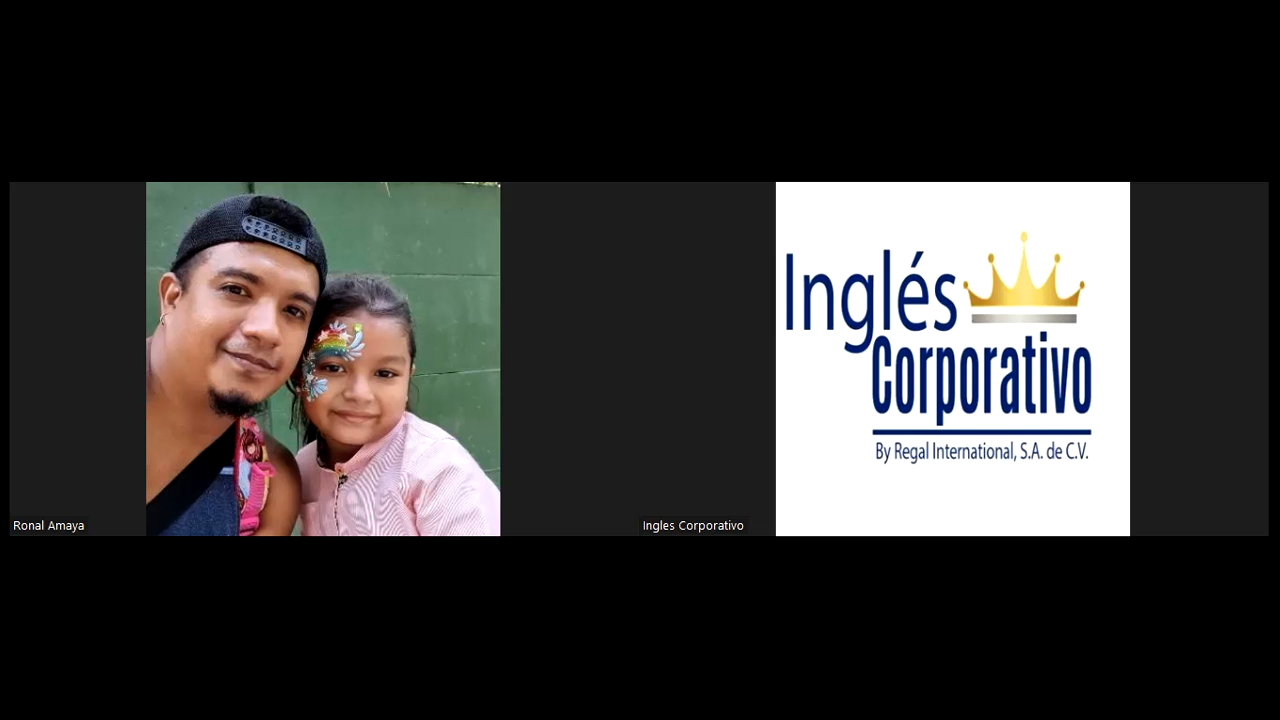 Ronal Amaya
Inglés
Corporativo
By Regal International, S.A. de C.V.
Ingles Corporativo